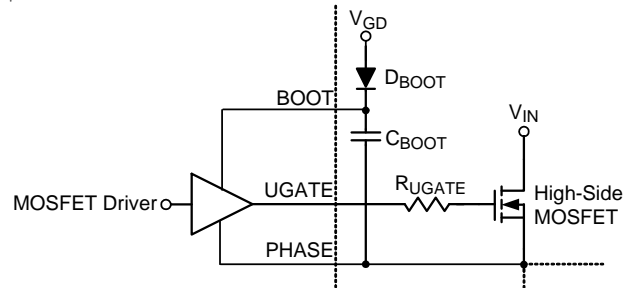 VGD
DBOOT
BOOT
CBOOT
VIN
MOSFET Driver
UGATE
RUGATE
High-Side
MOSFET
PHASE